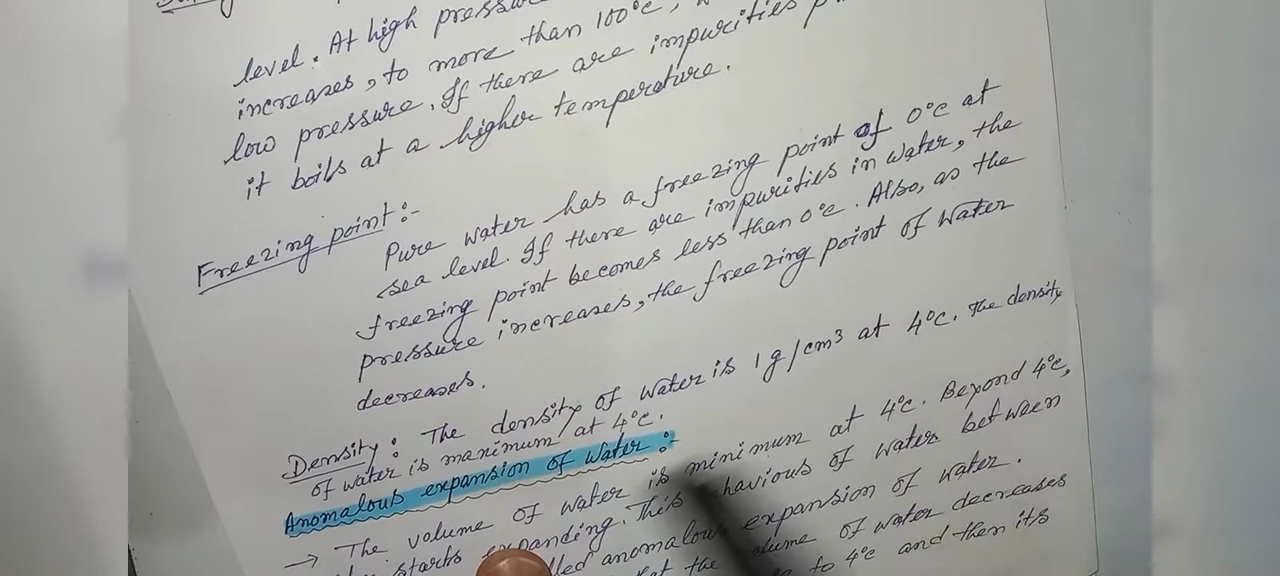 level. At high pressure
increases, to more than 100°c,
low pressure. If there are impurities
it boils at a higher temperature.
Freezing point :-
Pure water has a freezing point of 0°c at
sea level. If there are impurities in water, the
freezing point becomes less than 0°c. Also, as the
pressure increases, the freezing point of Water
decreases.
Density : The density of water is 1g/cm³ at 4°c. The density
of water is maximum at 4°c.
Anomalous expansion of Water :-
→ The volume of water is minimum at 4°c. Beyond 4°c,
starts expanding. This haviour of water between
anomalous expansion of water.
the volume of water decreases
to 4°c and then its